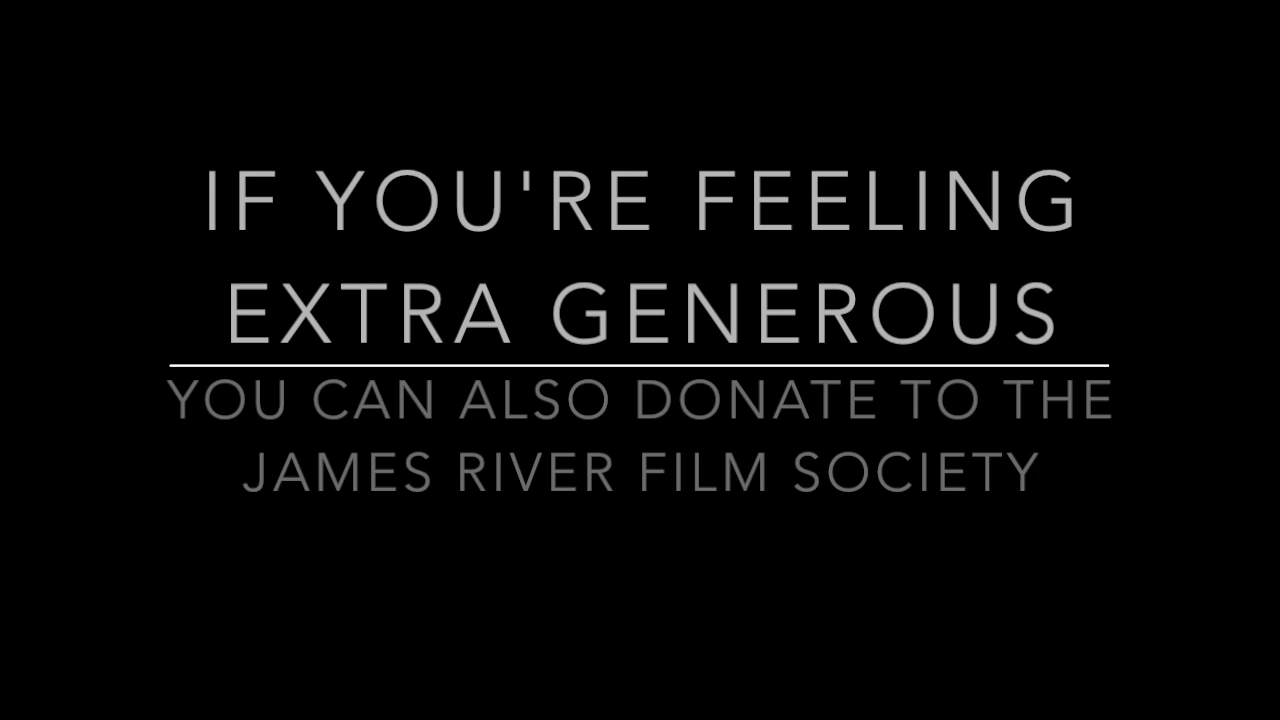 IF YOU'RE FEELING
EXTRA GENEROUS
YOU CAN ALSO DONATE TO THE
JAMES RIVER FILM SOCIETY